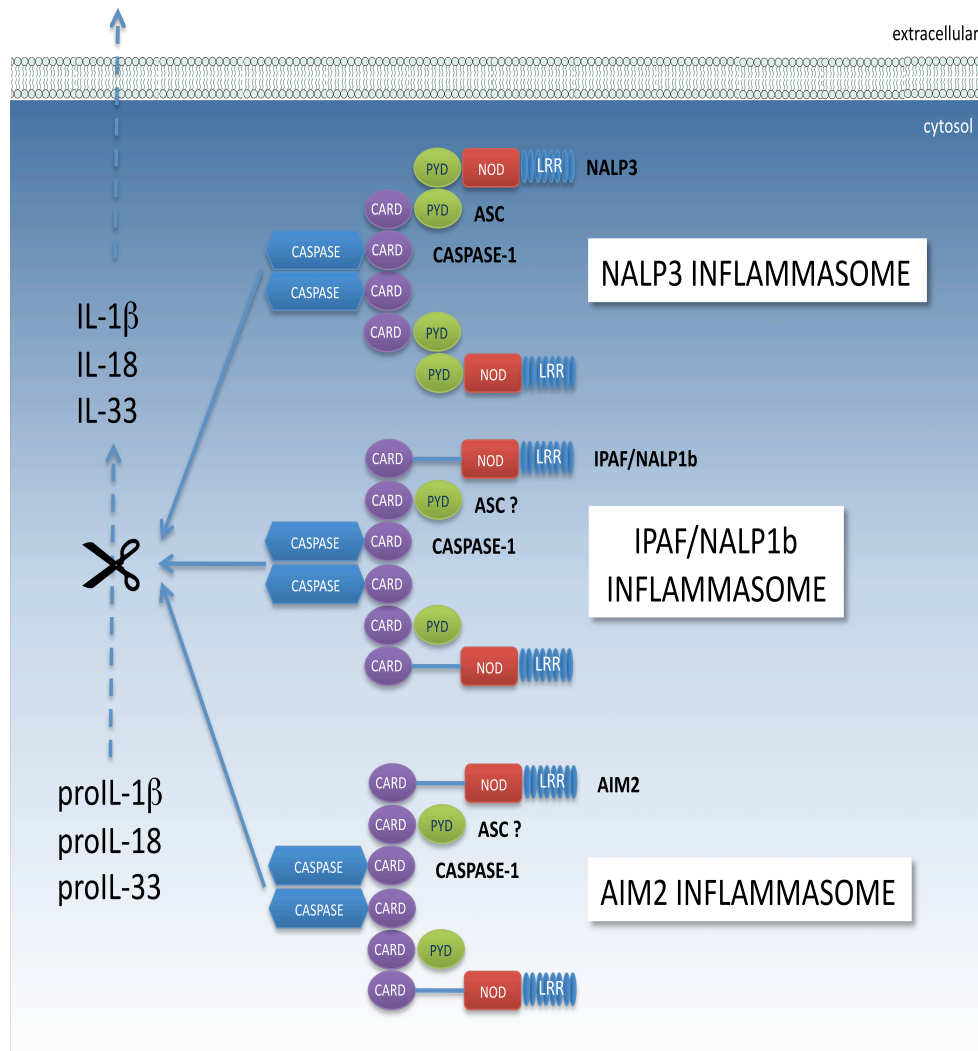 extracellular
cytosol
PYD NOD LRR NALP3
CARD PYD ASC
CASPASE CARD CASPASE-1
CASPASE CARD
CARD PYD
PYD NOD LRR
NALP3 INFLAMMASOME
IL-1β
IL-18
IL-33
CARD NOD LRR IPAF/NALP1b
CARD PYD ASC ?
CASPASE CARD CASPASE-1
CASPASE CARD
CARD PYD
CARD NOD LRR
IPAF/NALP1b
INFLAMMASOME
proIL-1β
proIL-18
proIL-33
CARD NOD LRR AIM2
CARD PYD ASC ?
CASPASE CARD CASPASE-1
CASPASE CARD
CARD PYD
CARD NOD LRR
AIM2 INFLAMMASOME